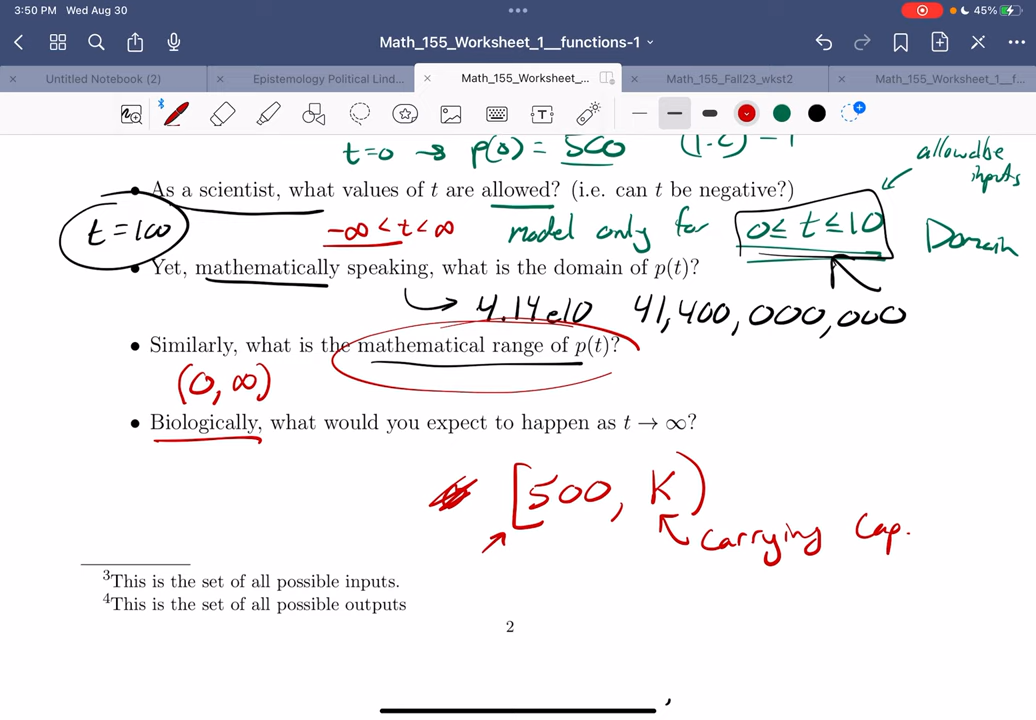 3:50 PM Wed Aug 30
45%
Math_155_Worksheet_1__functions-1
Untitled Notebook (2)
Epistemology Political Lind...
Math_155_Worksheet_...
Math_155_Fall23_wkst2
Math_155_Worksheet_1__f...
t=0 → p(0) = 500
allowable inputs
• As a scientist, what values of t are allowed? (i.e. can t be negative?)
t=100
-∞ < t < ∞
model only for 0 ≤ t ≤ 10 Domain
• Yet, mathematically speaking, what is the domain of p(t)?
4.14e10 41,400,000,000
• Similarly, what is the mathematical range of p(t)?
(0, ∞)
• Biologically, what would you expect to happen as t → ∞?
[500, K)
Carrying Cap.
3This is the set of all possible inputs.
4This is the set of all possible outputs
2